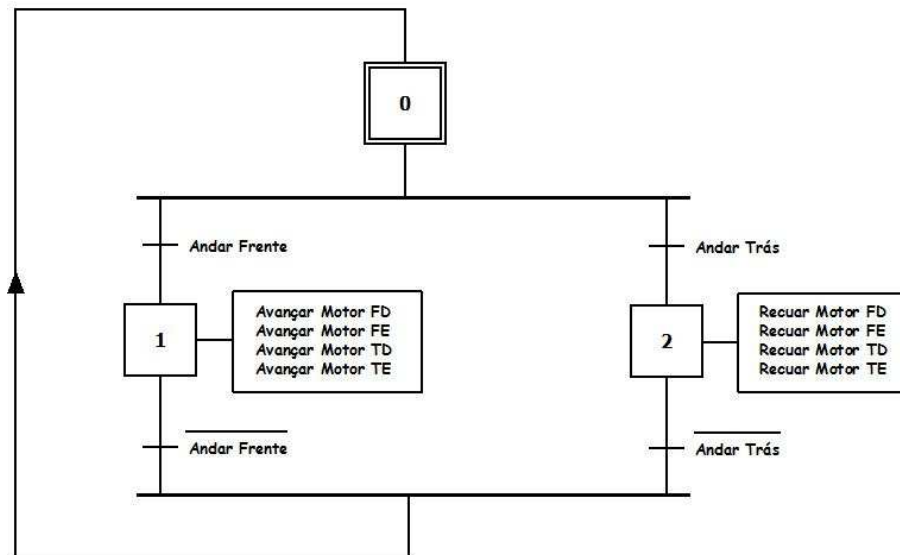 0
Andar Frente
Andar Trás
1
Avançar Motor FD
Avançar Motor FE
Avançar Motor TD
Avançar Motor TE
2
Recuar Motor FD
Recuar Motor FE
Recuar Motor TD
Recuar Motor TE
Andar Frente
Andar Trás